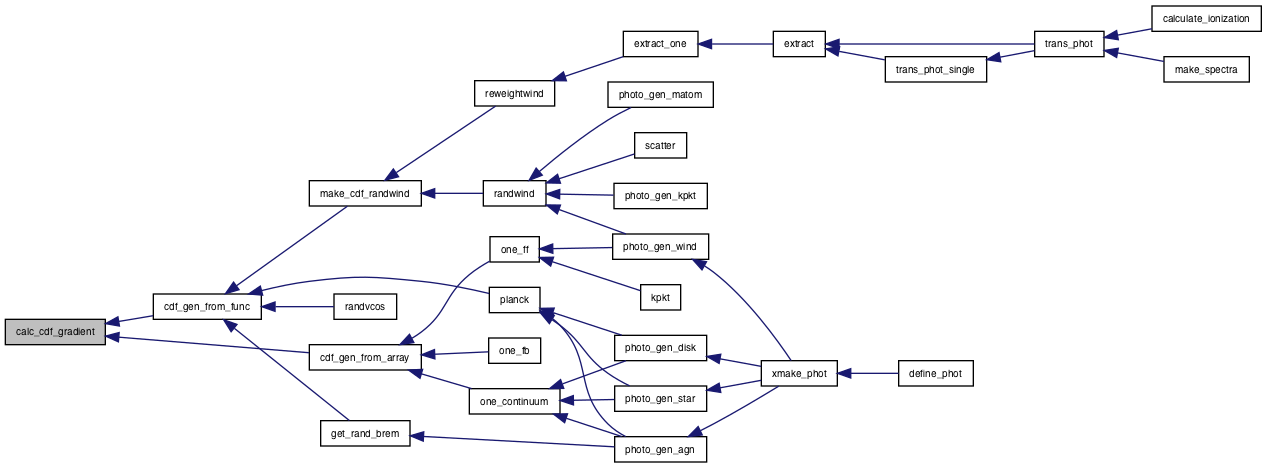 calculate_ionization
extract_one
extract
trans_phot
trans_phot_single
make_spectra
reweightwind
photo_gen_matom
scatter
make_cdf_randwind
randwind
photo_gen_kpkt
one_ff
photo_gen_wind
cdf_gen_from_func
randvcos
planck
kpkt
calc_cdf_gradient
cdf_gen_from_array
one_fb
photo_gen_disk
xmake_phot
define_phot
one_continuum
photo_gen_star
get_rand_brem
photo_gen_agn